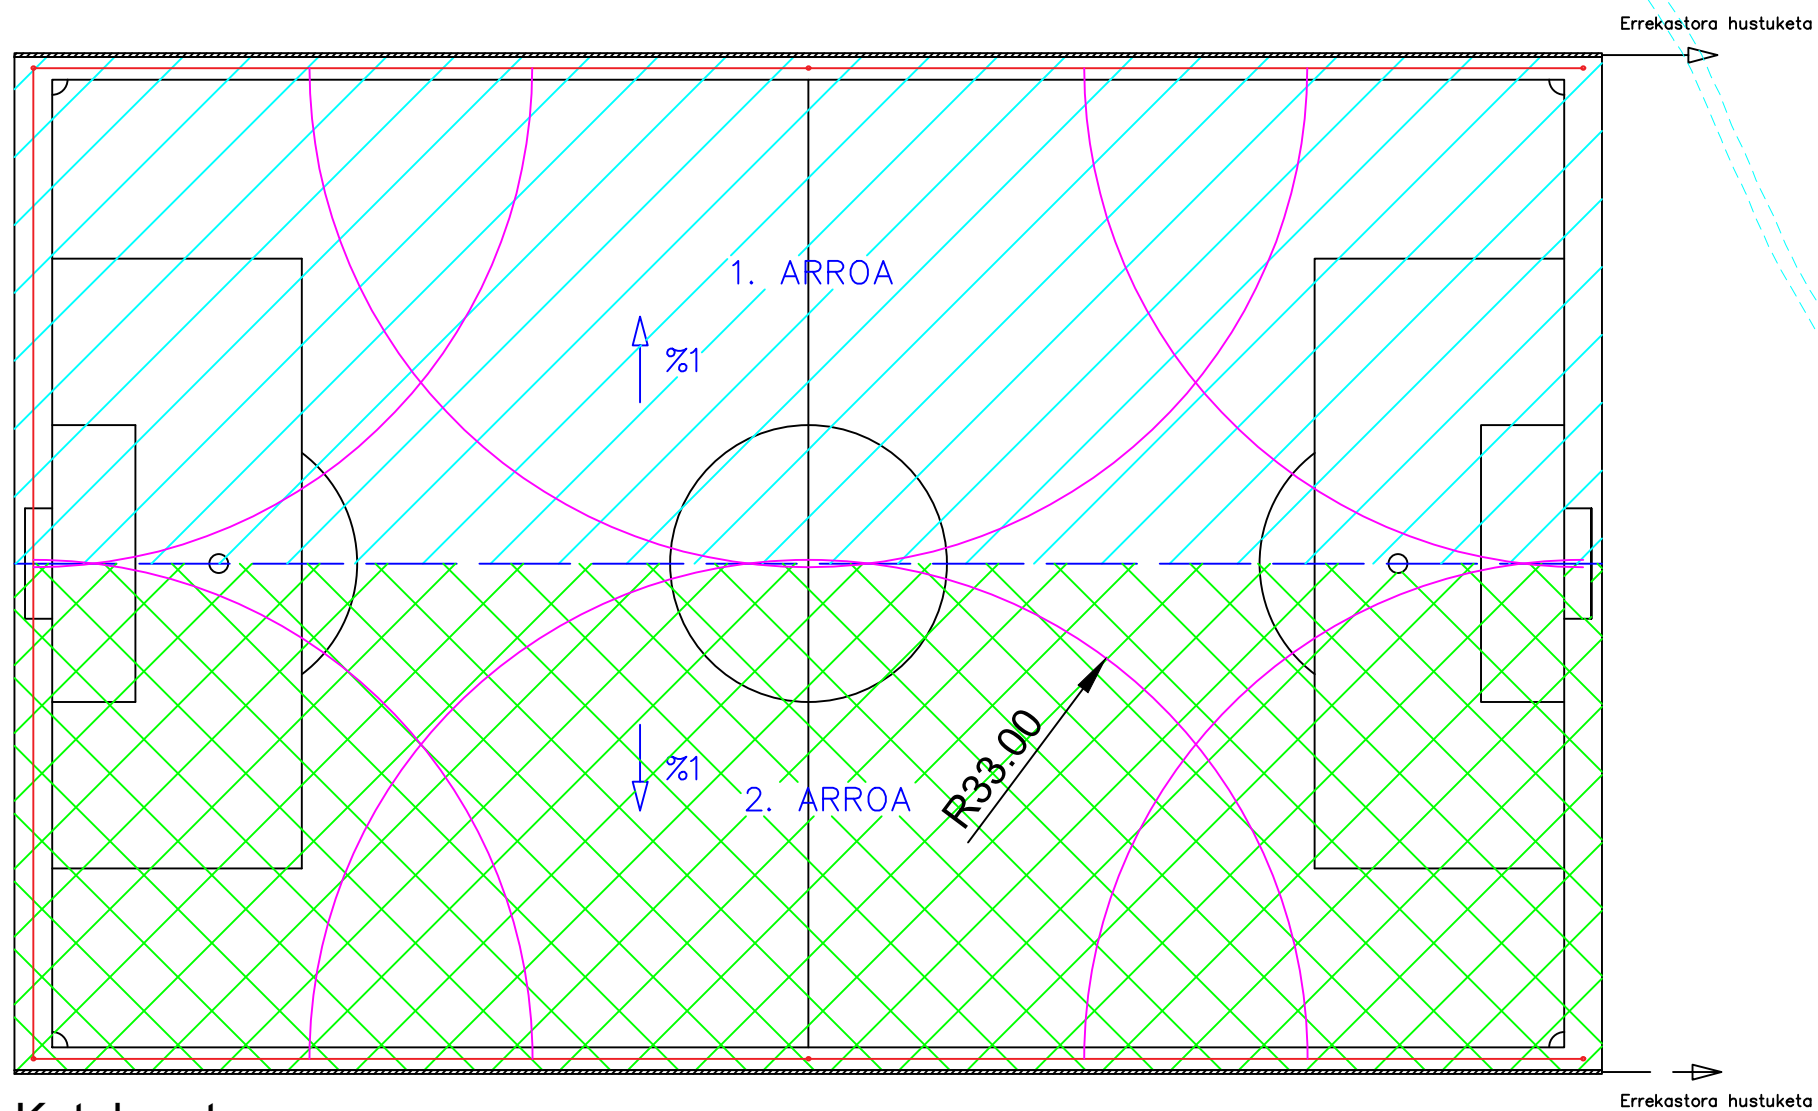 Errekastora hustuketa
1. ARROA
%1
%1
2. ARROA
R33.00
Errekastora hustuketa